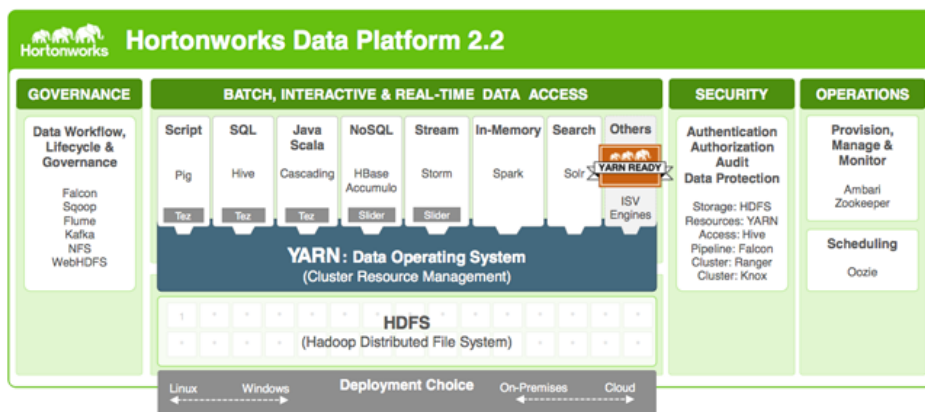 Hortonworks
Hortonworks Data Platform 2.2
GOVERNANCE
Data Workflow,
Lifecycle &
Governance
Falcon
Sqoop
Flume
Kafka
NFS
WebHDFS
BATCH, INTERACTIVE & REAL-TIME DATA ACCESS
Script
Pig
Tez
SQL
Hive
Tez
Java
Scala
Cascading
Tez
NoSQL
HBase
Accumulo
Slider
Stream
Storm
Slider
In-Memory
Spark
Search
Solr
Others
YARN READY
ISV
Engines
YARN : Data Operating System
(Cluster Resource Management)
1
HDFS
(Hadoop Distributed File System)
Deployment Choice
Linux
Windows
On-Premises
Cloud
SECURITY
Authentication
Authorization
Audit
Data Protection
Storage: HDFS
Resources: YARN
Access: Hive
Pipeline: Falcon
Cluster: Ranger
Cluster: Knox
OPERATIONS
Provision,
Manage &
Monitor
Ambari
Zookeeper
Scheduling
Oozie